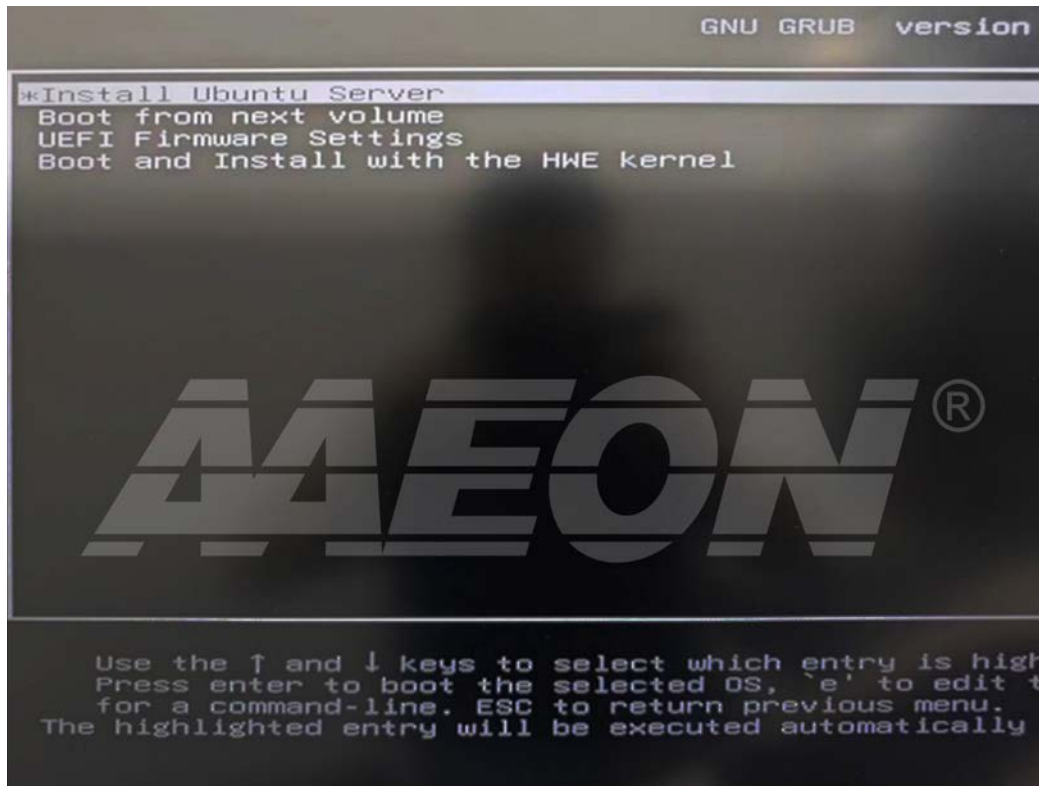 GNU GRUB version
*Install Ubuntu Server
Boot from next volume
UEFI Firmware Settings
Boot and Install with the HWE kernel
AAEON®
Use the ↑ and ↓ keys to select which entry is
Press enter to boot the selected OS, `e' to edit
for a command-line. ESC to return previous menu.
The highlighted entry will be executed automatically